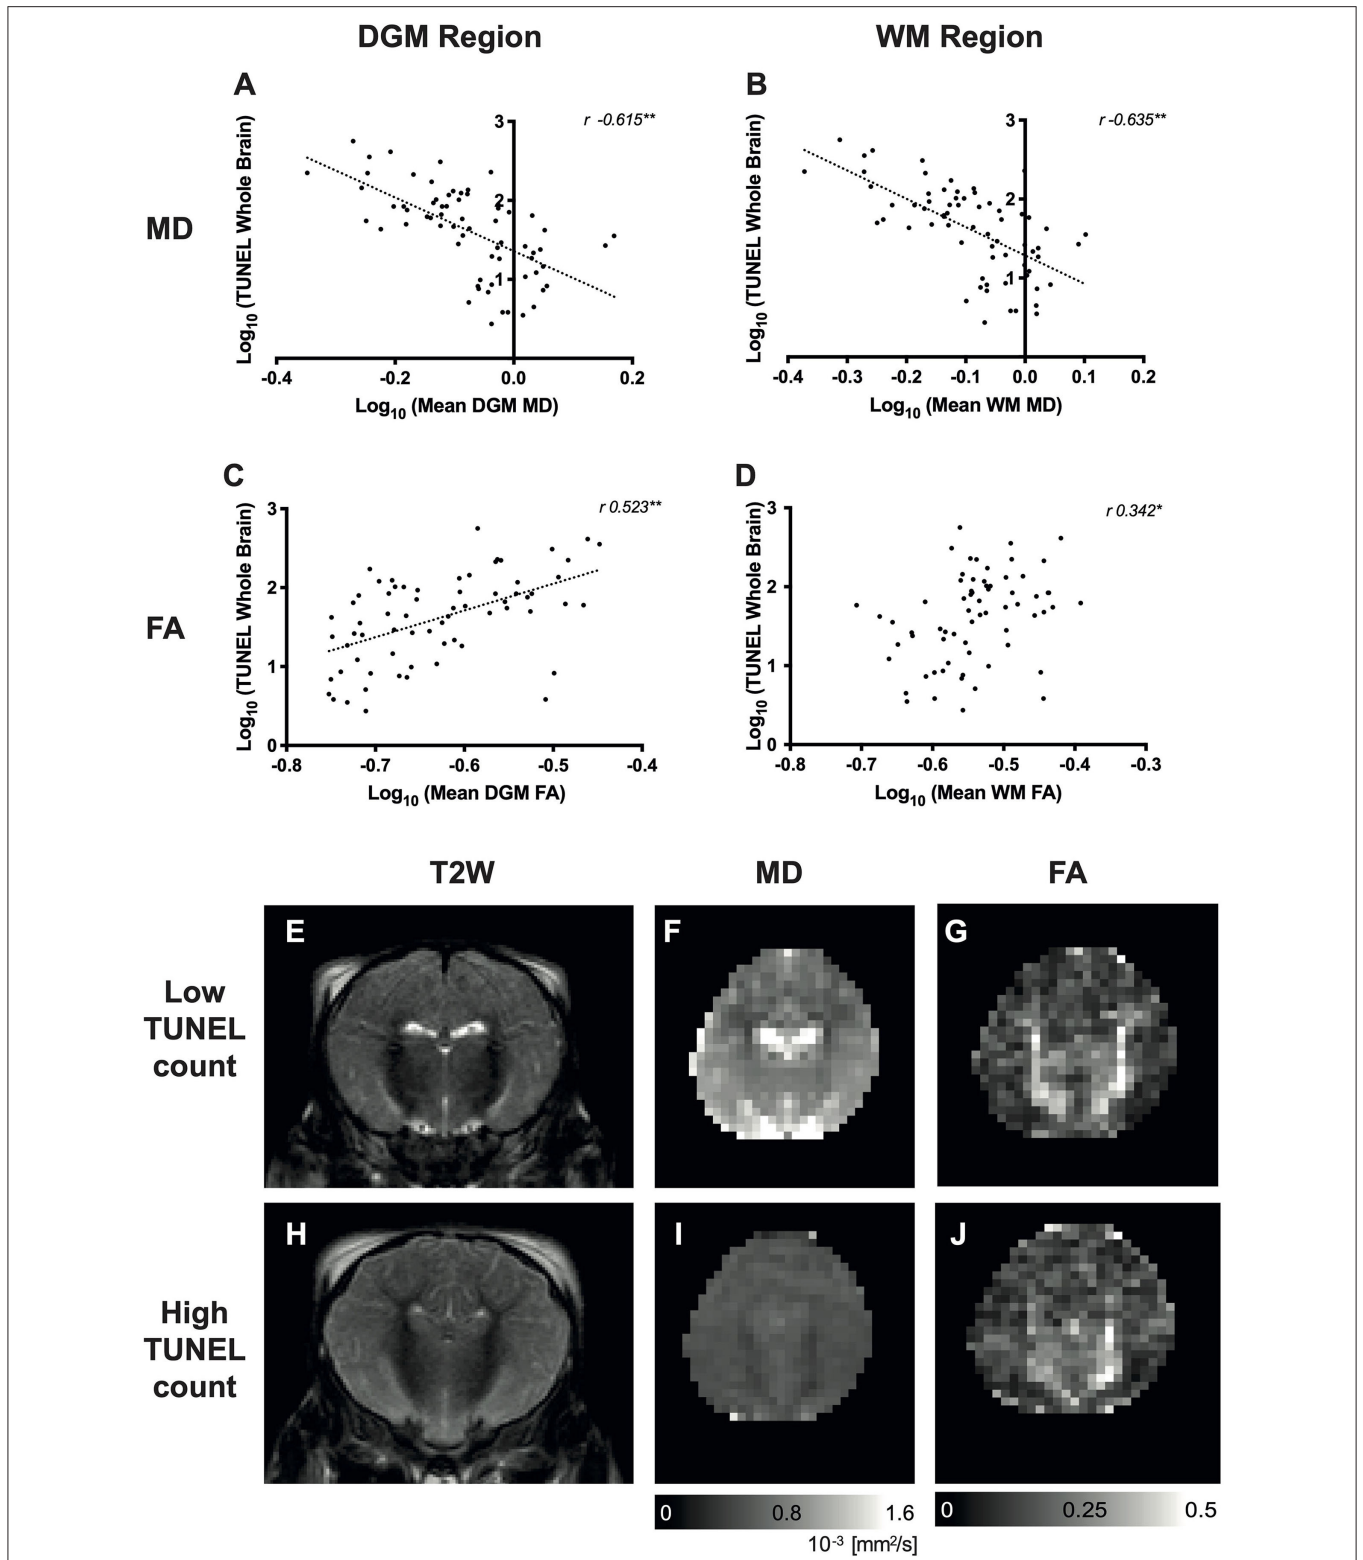 DGM Region
WM Region
A
B
MD
Log10 (TUNEL Whole Brain)
r -0.615**
3
2
1
-0.4 -0.2 0.0 0.2
Log10 (Mean DGM MD)
Log10 (TUNEL Whole Brain)
r -0.635**
3
2
1
-0.4 -0.3 -0.2 -0.1 0.0 0.1 0.2
Log10 (Mean WM MD)
C
D
FA
Log10 (TUNEL Whole Brain)
r 0.523**
3
2
1
0
-0.8 -0.7 -0.6 -0.5 -0.4
Log10 (Mean DGM FA)
Log10 (TUNEL Whole Brain)
r 0.342*
3
2
1
0
-0.8 -0.7 -0.6 -0.5 -0.4 -0.3
Log10 (Mean WM FA)
T2W
MD
FA
Low
TUNEL
count
E
F
G
High
TUNEL
count
H
I
J
0 0.8 1.6
10-3 [mm2/s]
0 0.25 0.5